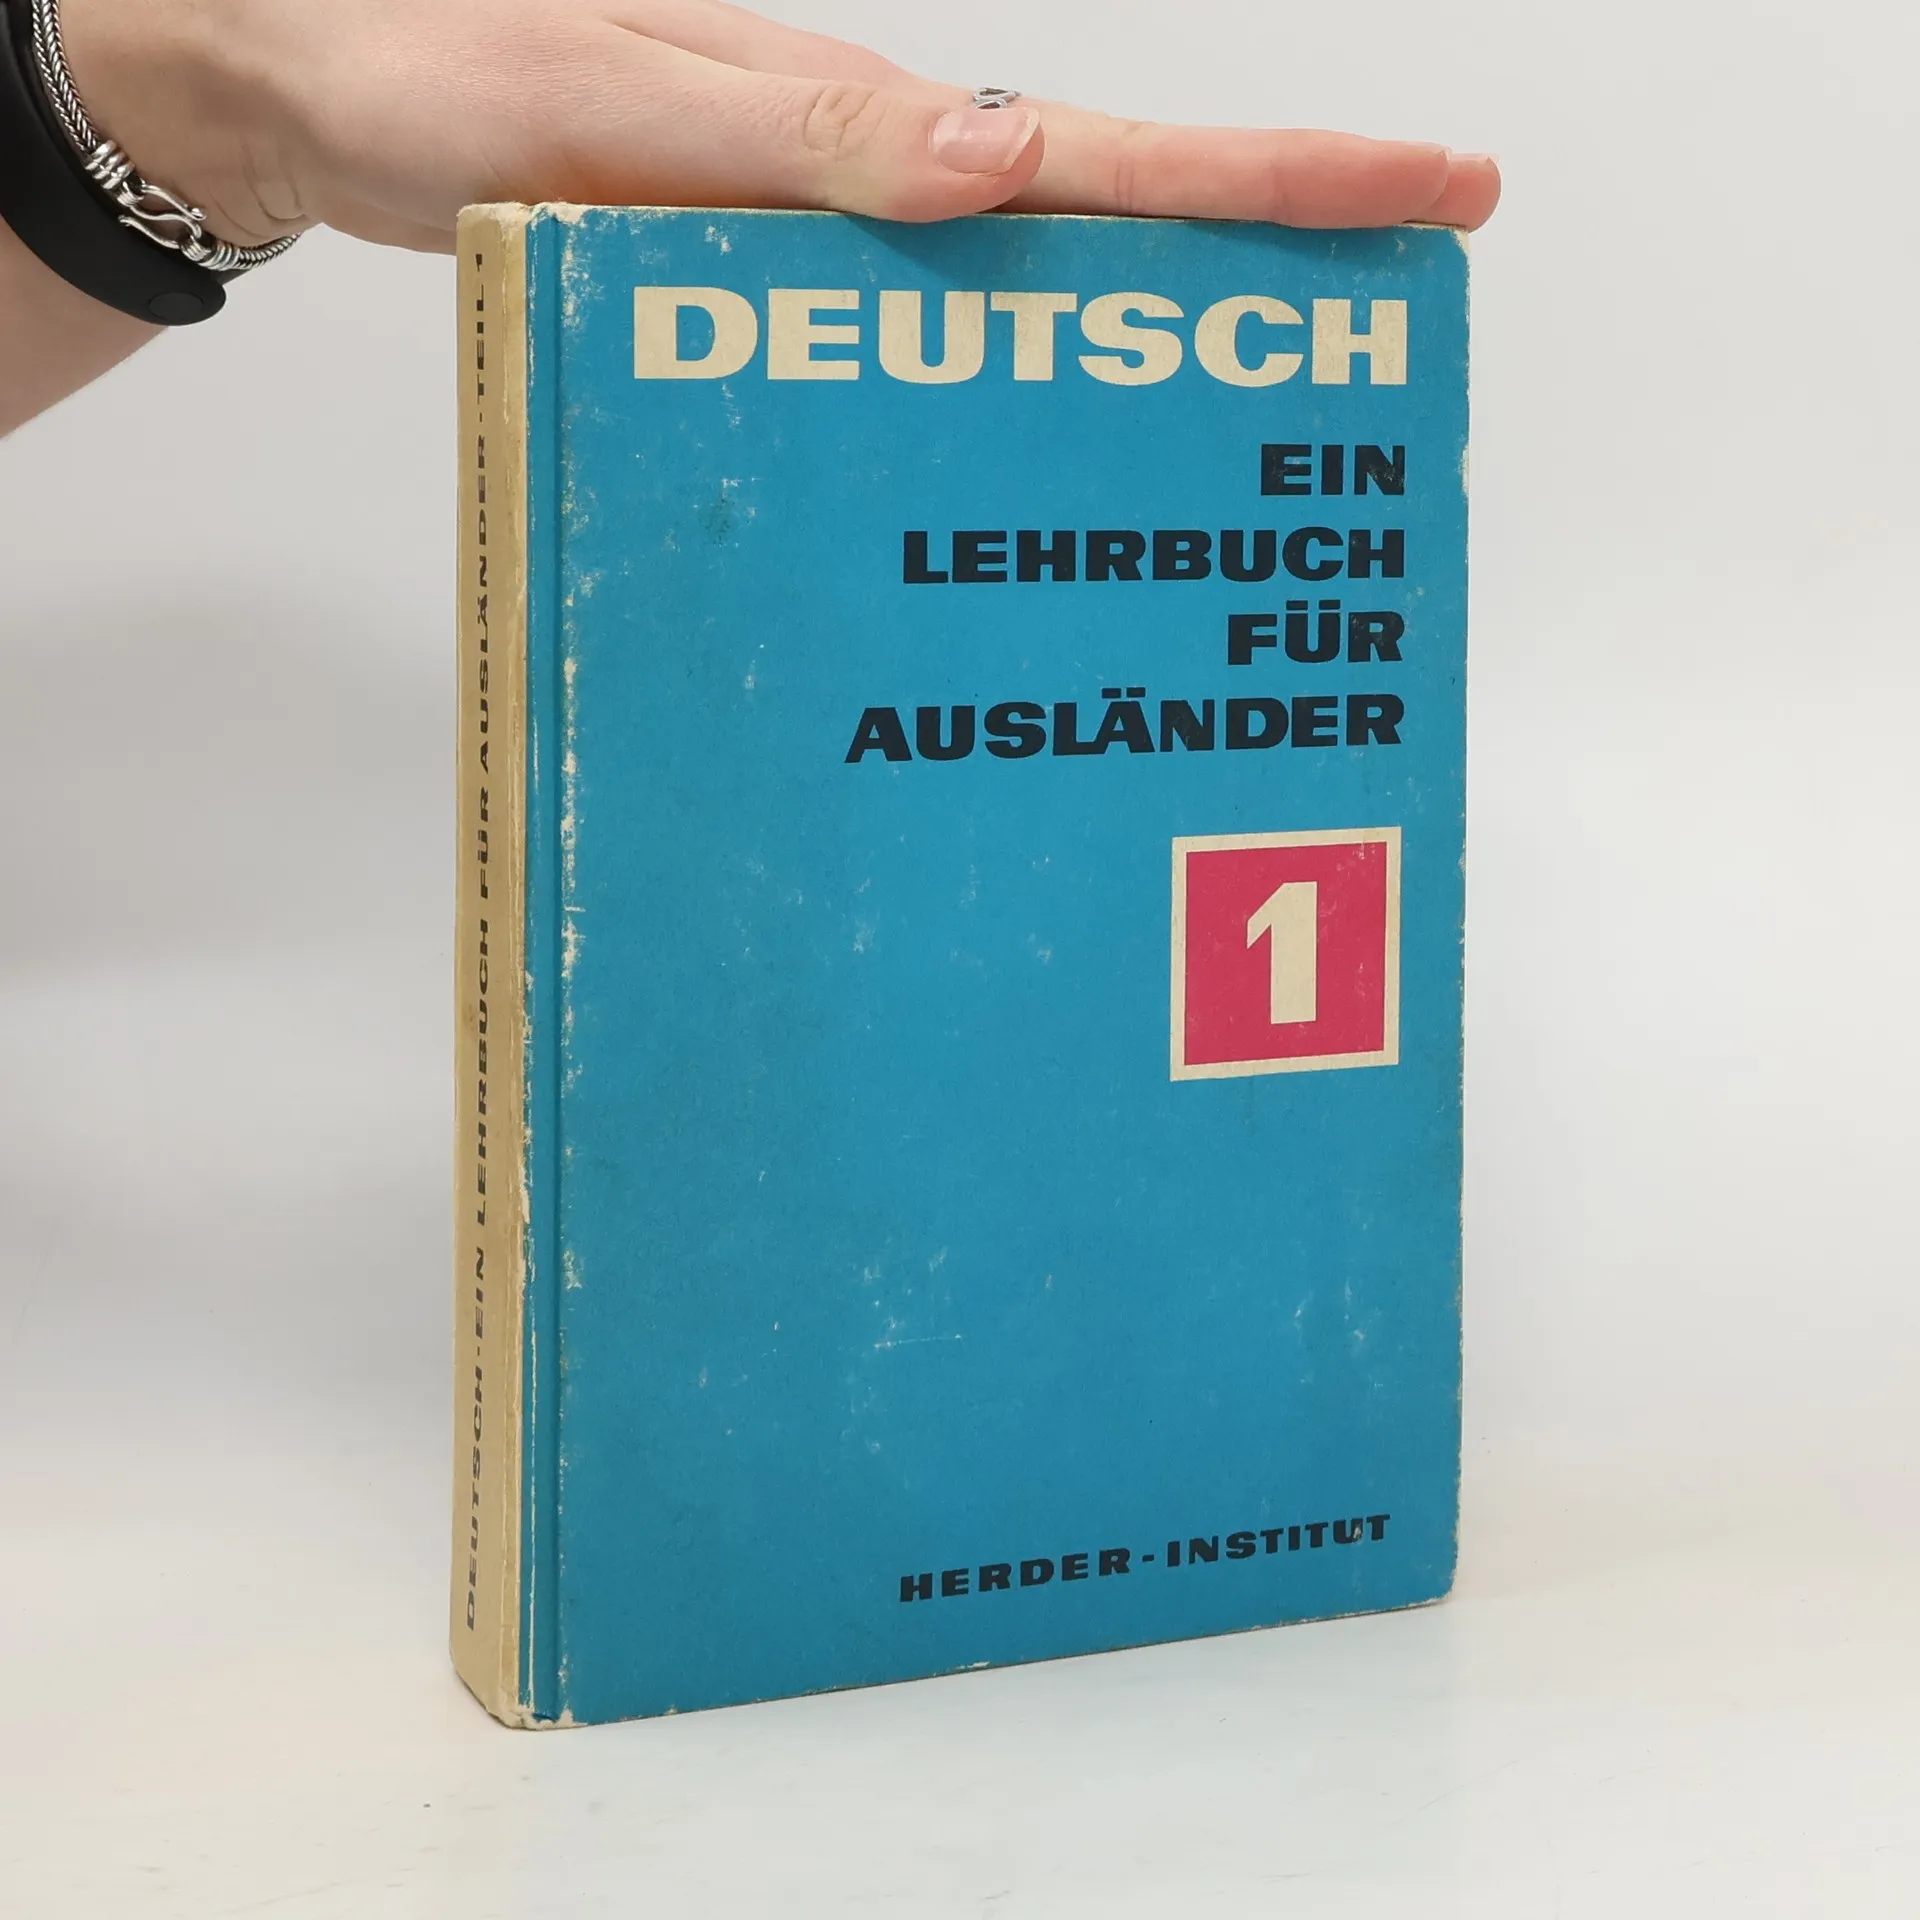 DEUTSCH
EIN
LEHRBUCH
FÜR
AUSLÄNDER
1
HERDER-INSTITUT
DEUTSCH·EIN LEHRBUCH FÜR AUSLÄNDER·TEIL 1